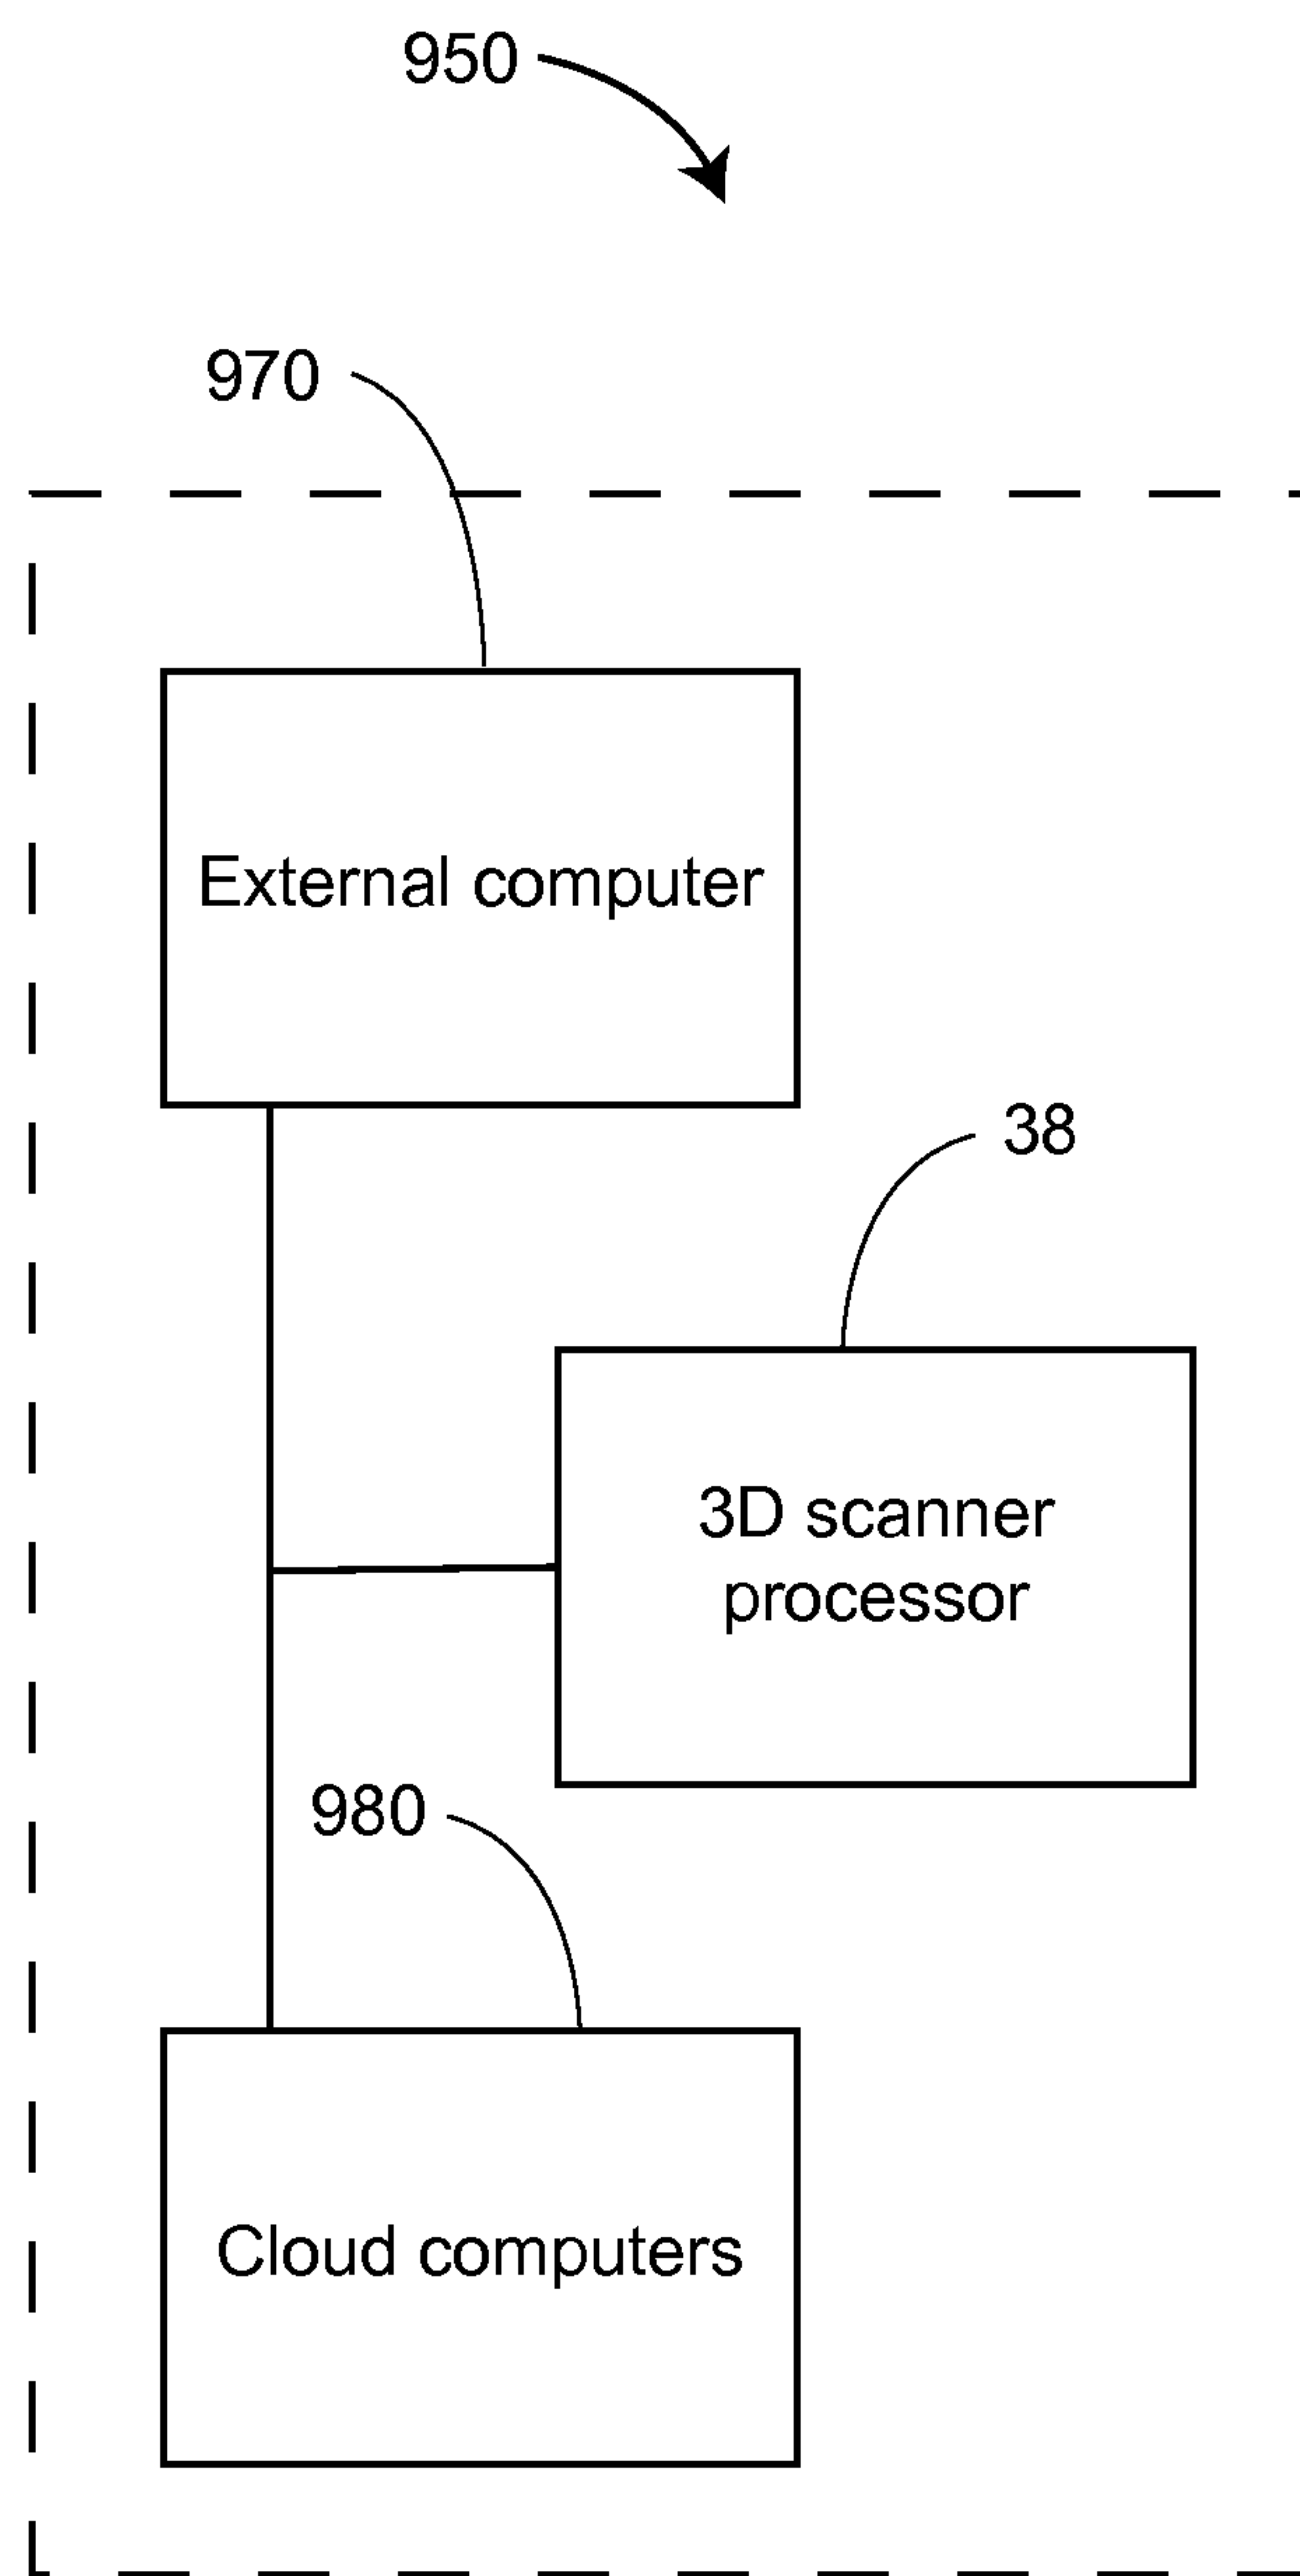 950
970
External computer
38
3D scanner
processor
980
Cloud computers